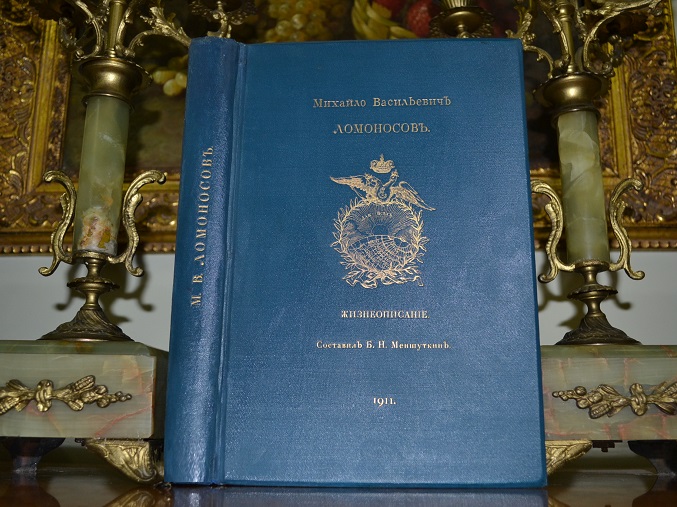 Михайло Васильевичъ
ЛОМОНОСОВЪ.
ЖИЗНЕОПИСАНІЕ.
Составилъ Б. Н. Меншуткинъ.
1911.
М. В. ЛОМОНОСОВЪ.